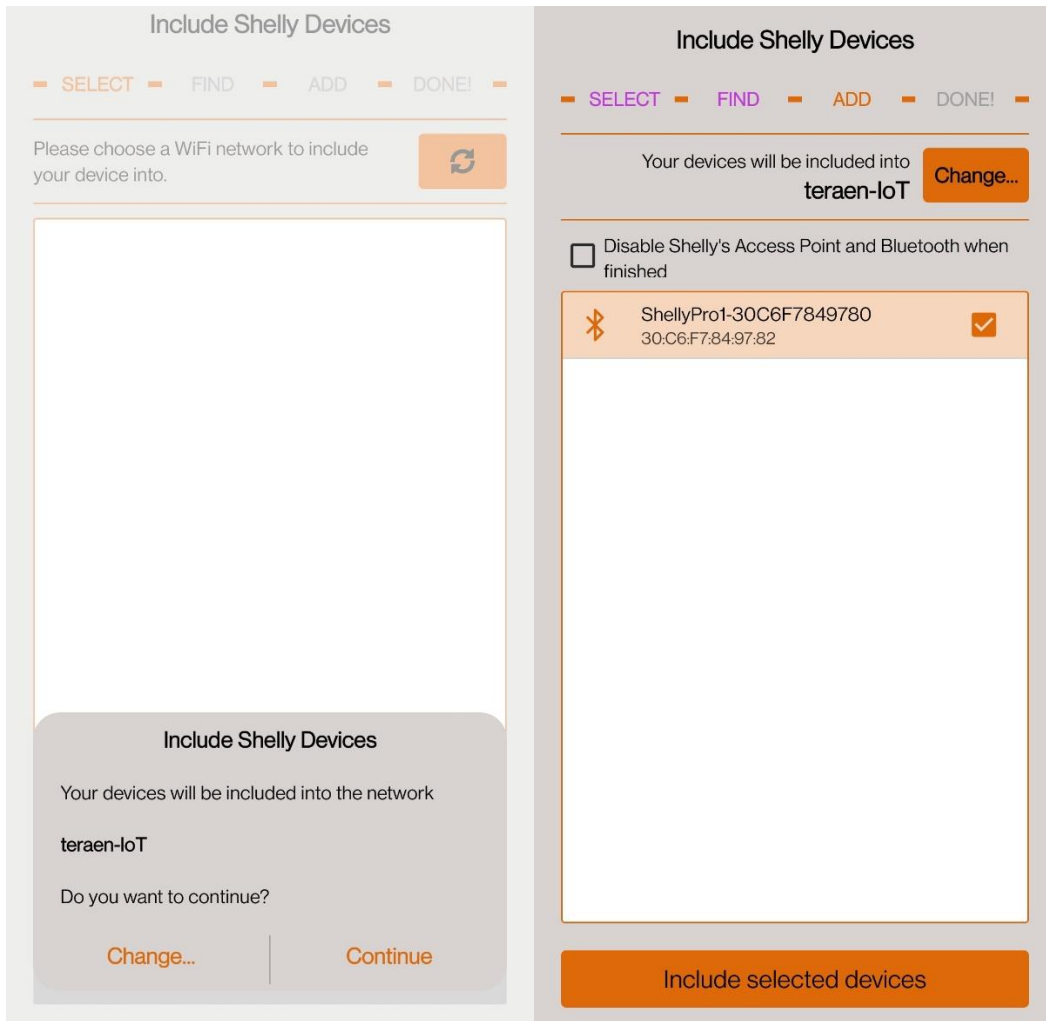 Include Shelly Devices
SELECT FIND ADD DONE!
Please choose a WiFi network to include
your device into.
Include Shelly Devices
Your devices will be included into the network
teraen-IoT
Do you want to continue?
Change... Continue
Include Shelly Devices
SELECT FIND ADD DONE!
Your devices will be included into
teraen-IoT
Change...
Disable Shelly's Access Point and Bluetooth when
finished
ShellyPro1-30C6F7849780
30:C6:F7:84:97:82
Include selected devices